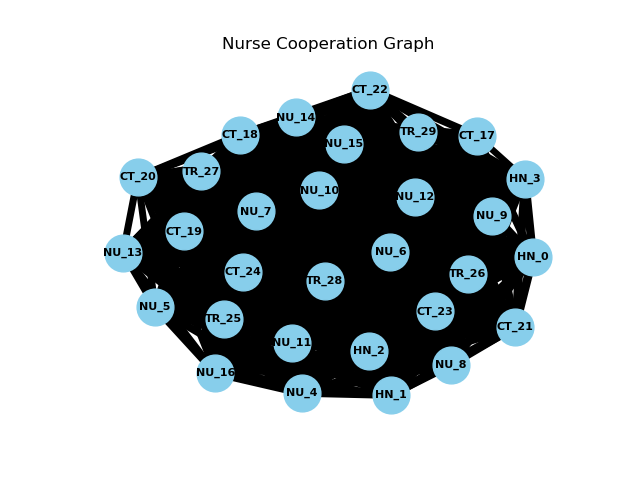 Nurse Cooperation Graph
CT_22
NU_14
CT_18
TR_29
CT_17
NU_15
TR_27
CT_20
HN_3
NU_10
NU_12
NU_7
NU_9
CT_19
NU_13
NU_6
HN_0
CT_24
TR_26
TR_28
NU_5
CT_23
TR_25
CT_21
NU_11
HN_2
NU_8
NU_16
NU_4
HN_1